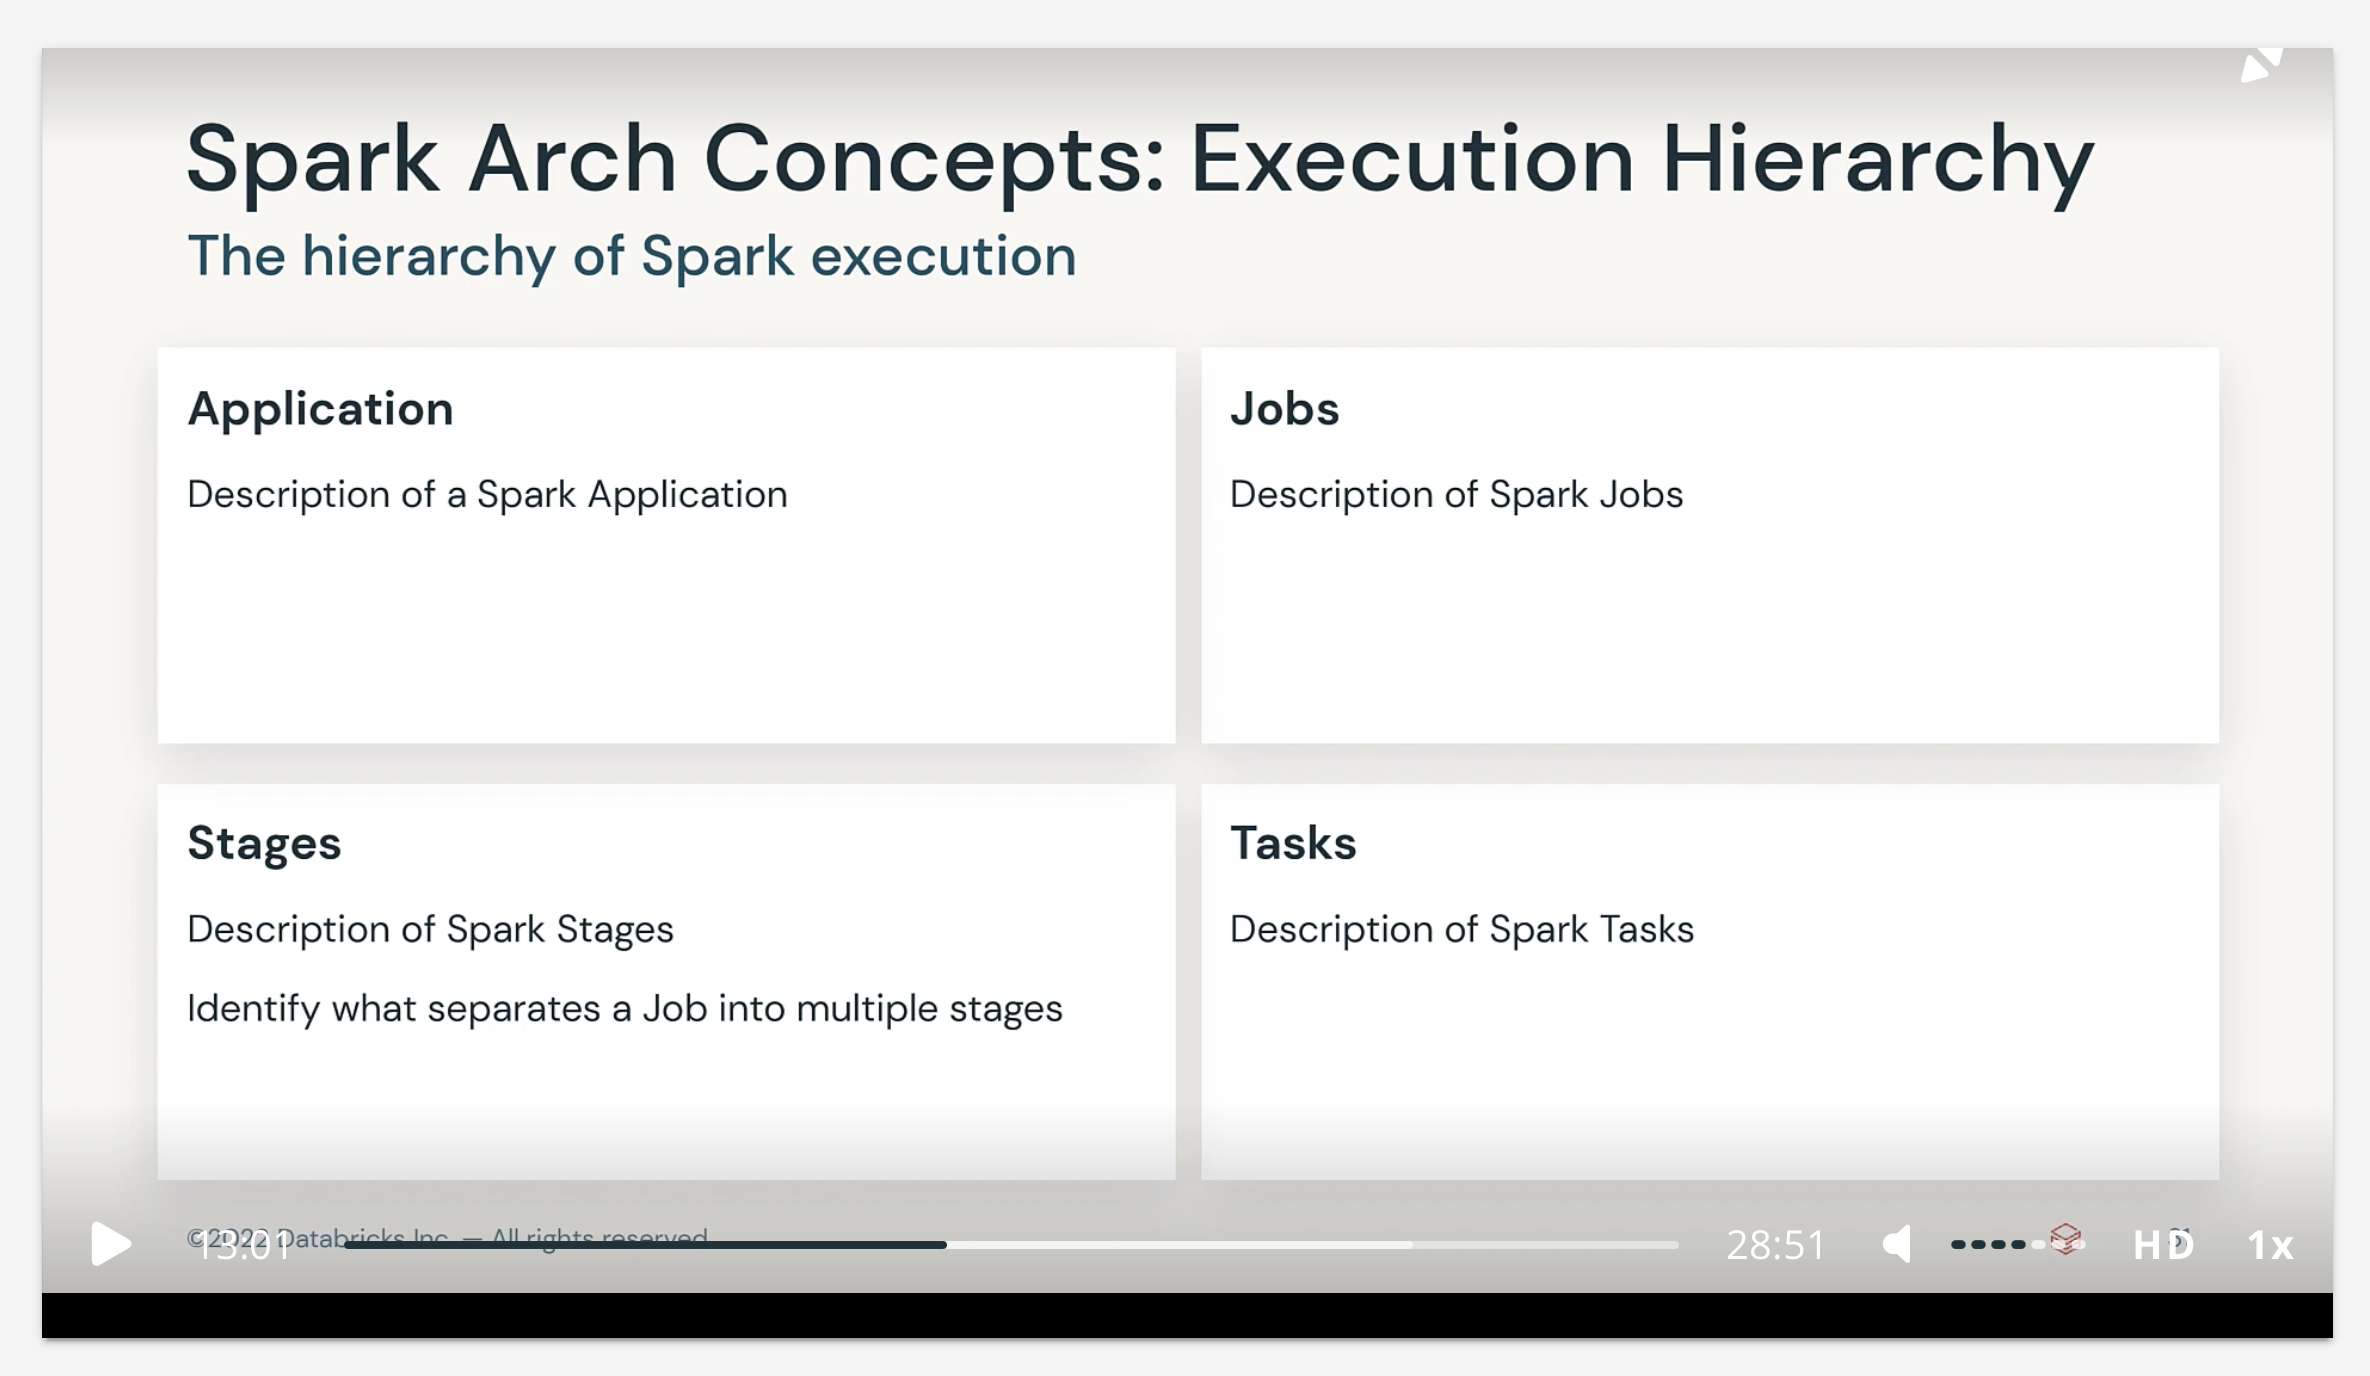 Spark Arch Concepts: Execution Hierarchy
The hierarchy of Spark execution
Application
Description of a Spark Application
Jobs
Description of Spark Jobs
Stages
Description of Spark Stages
Identify what separates a Job into multiple stages
Tasks
Description of Spark Tasks
©2022 Databricks Inc. — All rights reserved
13:01
28:51
HD
1x